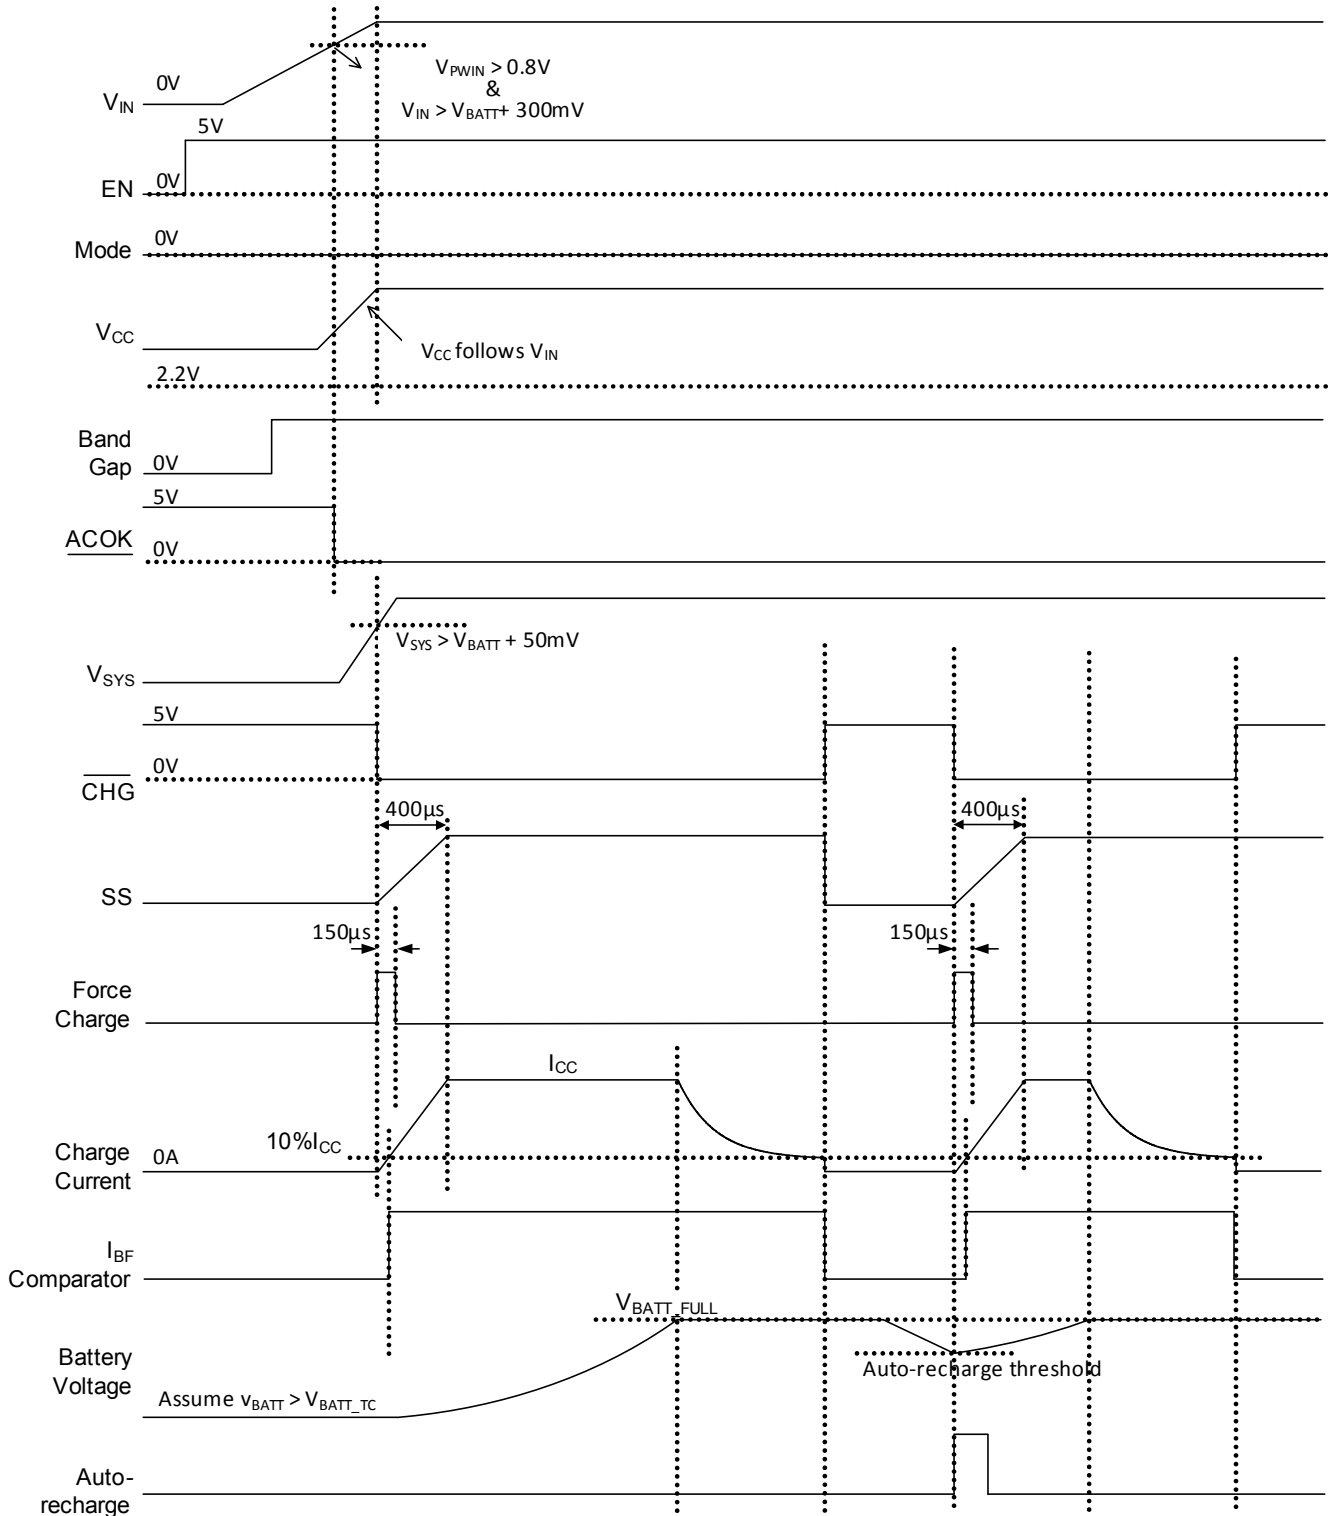 V_IN
0V
V_PWIN > 0.8V
&
V_IN > V_BATT + 300mV
5V
EN
0V
Mode
0V
V_CC
V_CC follows V_IN
2.2V
Band
Gap
0V
5V
ACOK
0V
V_SYS > V_BATT + 50mV
V_SYS
5V
0V
CHG
400µs
400µs
SS
150µs
150µs
Force
Charge
I_CC
10%I_CC
Charge
Current
0A
I_BF
Comparator
V_BATT_FULL
Battery
Voltage
Auto-recharge threshold
Assume v_BATT > V_BATT_TC
Auto-
recharge